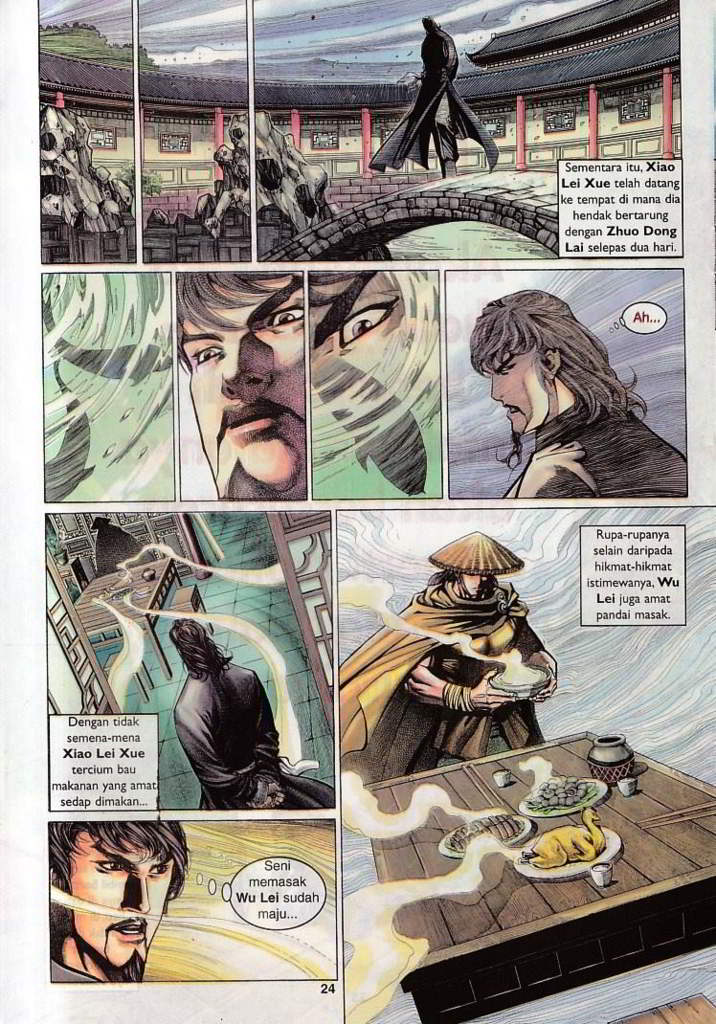 Sementara itu, Xiao
Lei Xue telah datang
ke tempat di mana dia
hendak bertarung
dengan Zhuo Dong
Lai selepas dua hari.
Ah...
Dengan tidak
semena-mena
Xiao Lei Xue
tercium bau
makanan yang amat
sedap dimakan...
Rupa-rupanya
selain daripada
hikmat-hikmat
istimewanya, Wu
Lei juga amat
pandai masak.
Seni
memasak
Wu Lei sudah
maju...
24